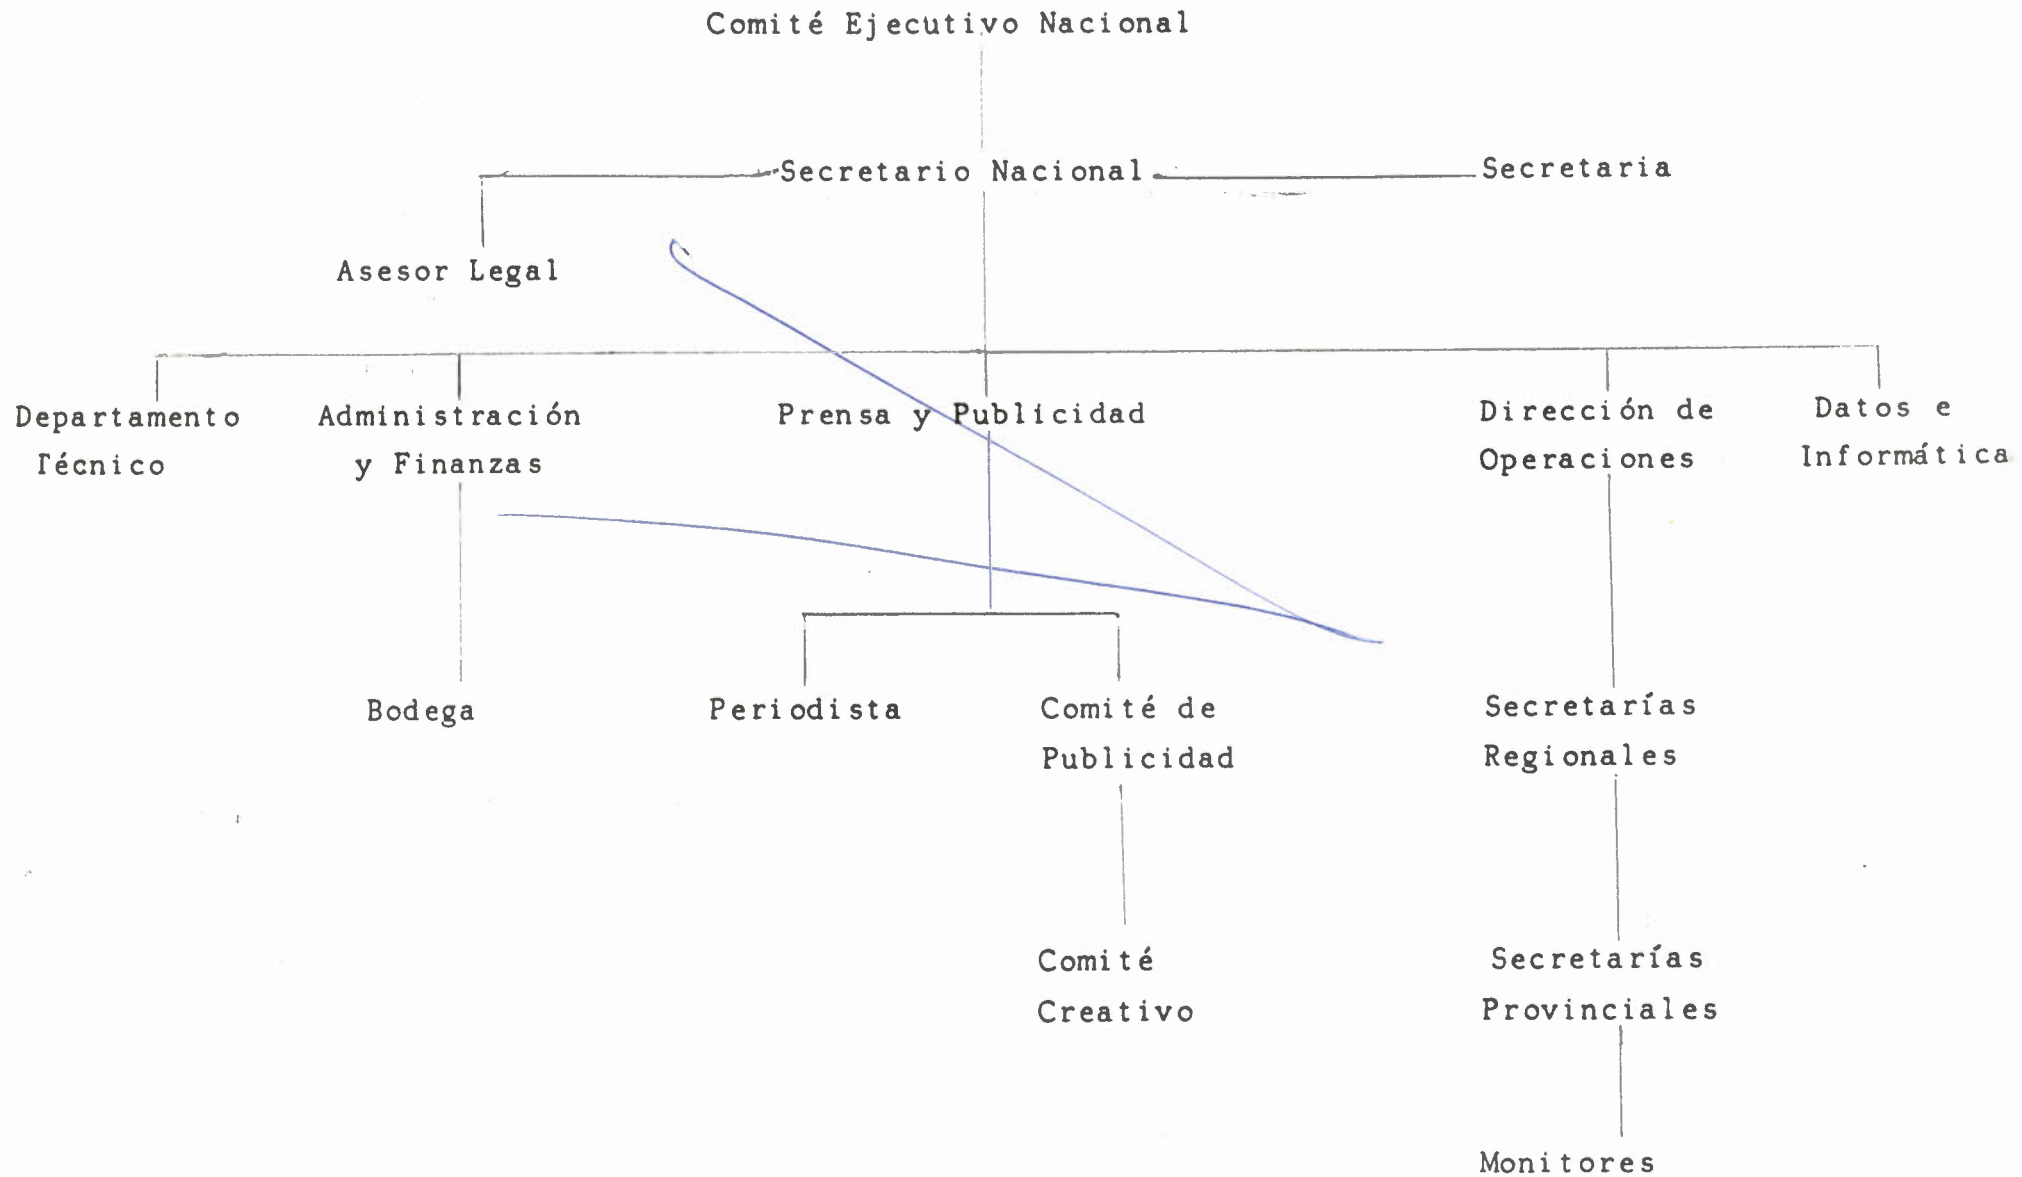 Comité Ejecutivo Nacional
Secretario Nacional
Secretaria
Asesor Legal
Departamento
Técnico
Administración
y Finanzas
Prensa y Publicidad
Dirección de
Operaciones
Datos e
Informática
Bodega
Periodista
Comité de
Publicidad
Secretarías
Regionales
Comité
Creativo
Secretarías
Provinciales
Monitores